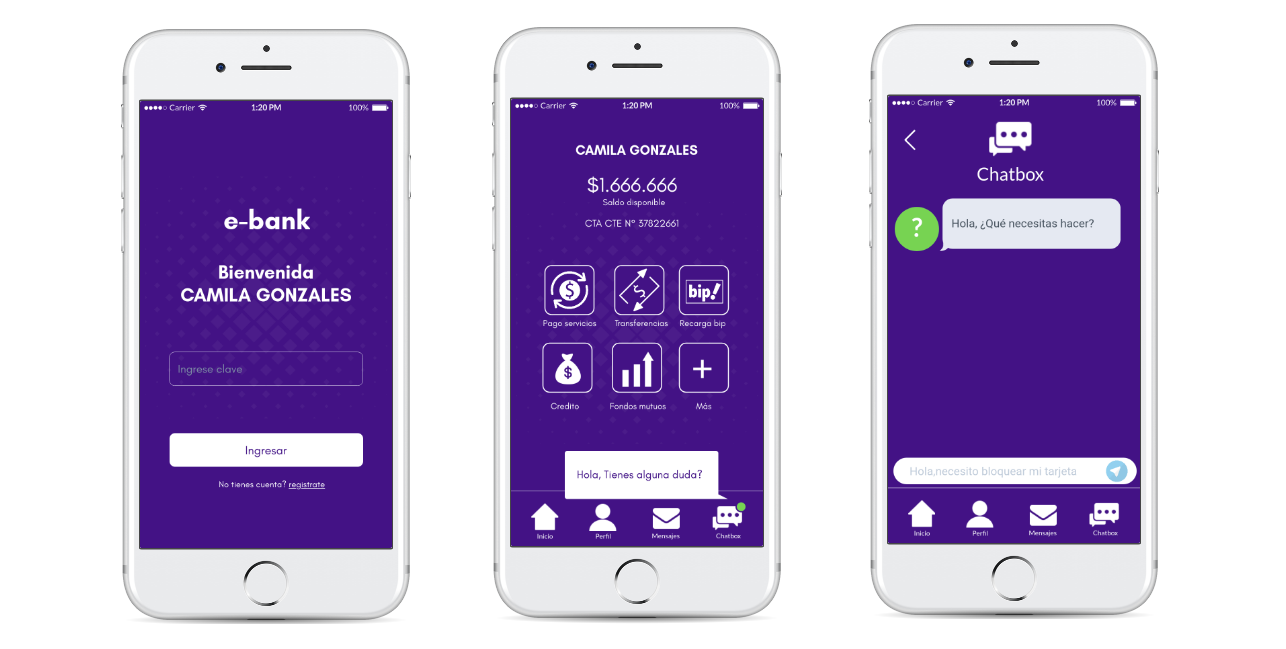 Carrier 1:20 PM 100%
e-bank
Bienvenida
CAMILA GONZALES
Ingrese clave
Ingresar
No tienes cuenta? registrate
Carrier 1:20 PM 100%
CAMILA GONZALES
$1.666.666
Saldo disponible
CTA CTE Nº 37822661
bip!
Pago servicios Transferencias Recarga bip
Credito Fondos mutuos Más
Hola, Tienes alguna duda?
Inicio Perfil Mensajes Chatbox
Carrier 1:20 PM 100%
Chatbox
? Hola, ¿Qué necesitas hacer?
Hola,necesito bloquear mi tarjeta
Inicio Perfil Mensajes Chatbox